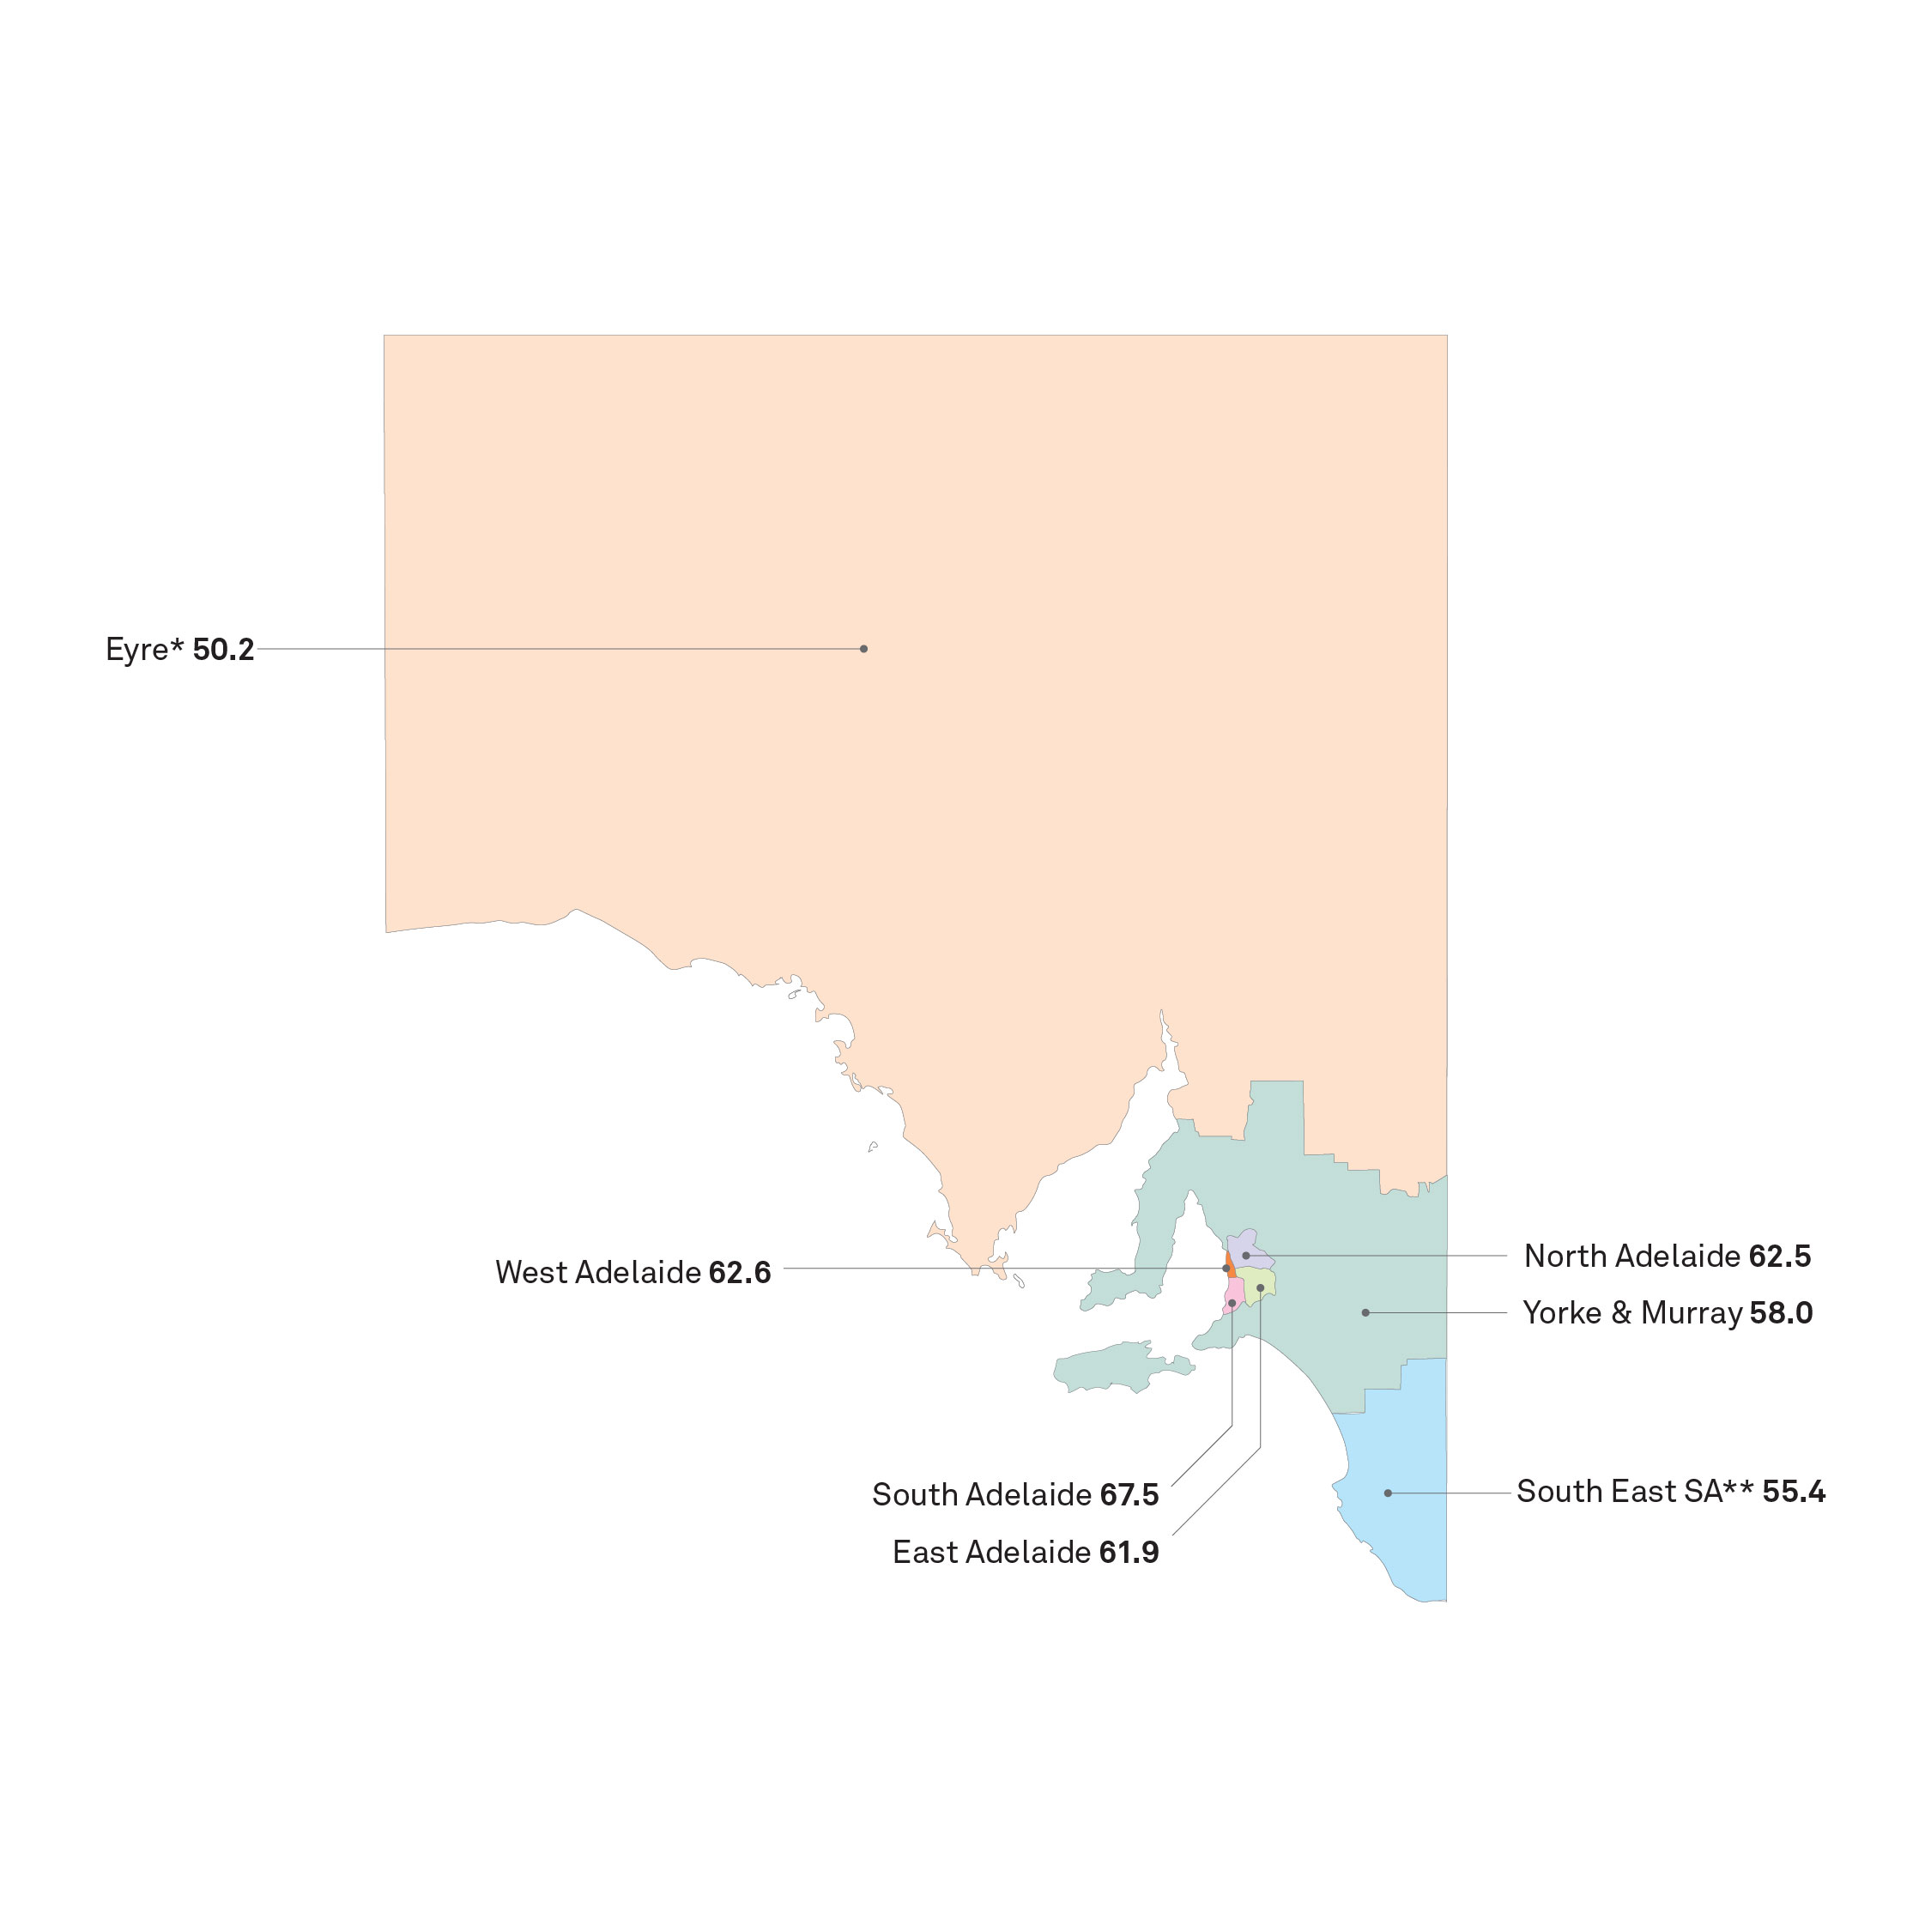 Eyre* 50.2
West Adelaide 62.6
North Adelaide 62.5
Yorke & Murray 58.0
South Adelaide 67.5
South East SA** 55.4
East Adelaide 61.9